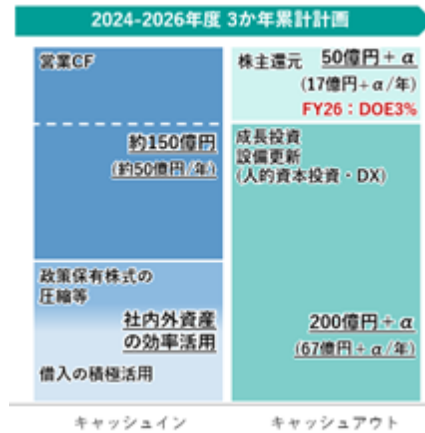 2024-2026年度 3か年累計計画
営業CF
約150億円
(約50億円/年)
政策保有株式の
圧縮等
社内外資産
の効率活用
借入の積極活用
キャッシュイン
株主還元 50億円+α
(17億円+α/年)
FY26:DOE3%
成長投資
設備更新
(人的資本投資・DX)
200億円+α
(67億円+α/年)
キャッシュアウト